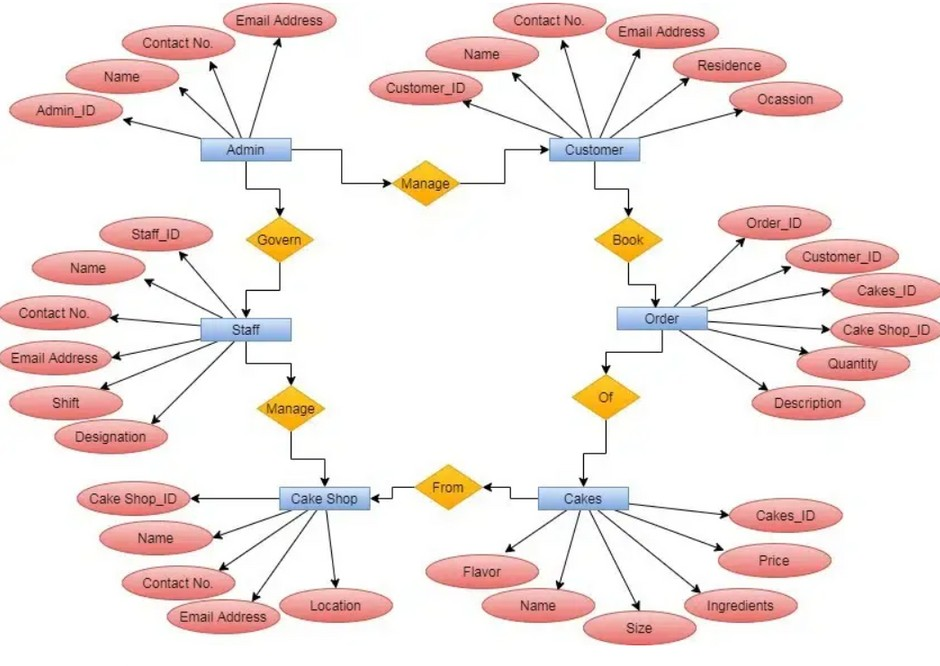 Email Address
Contact No.
Name
Admin_ID
Admin
Contact No.
Email Address
Name
Residence
Customer_ID
Ocassion
Customer
Manage
Govern
Book
Staff_ID
Name
Contact No.
Email Address
Shift
Designation
Staff
Order_ID
Customer_ID
Cakes_ID
Cake Shop_ID
Quantity
Description
Order
Manage
Of
Cake Shop
From
Cakes
Cake Shop_ID
Name
Contact No.
Email Address
Location
Cakes_ID
Price
Flavor
Name
Size
Ingredients